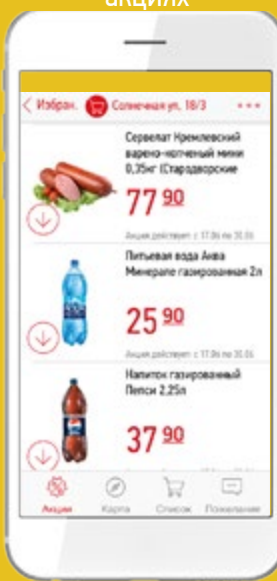 акциях
Избран.
Солнечная ул. 18/3
Сервелат Кремлевский
варено-копченый мини
0,35кг (Стародворские
77 90
Акция действует с 17.06 по 30.06
Питьевая вода Аква
Минерале газированная 2л
25 90
Акция действует с 17.06 по 30.06
Напиток газированный
Пепси 2,25л
37 90
Акции
Карта
Список
Пожелания